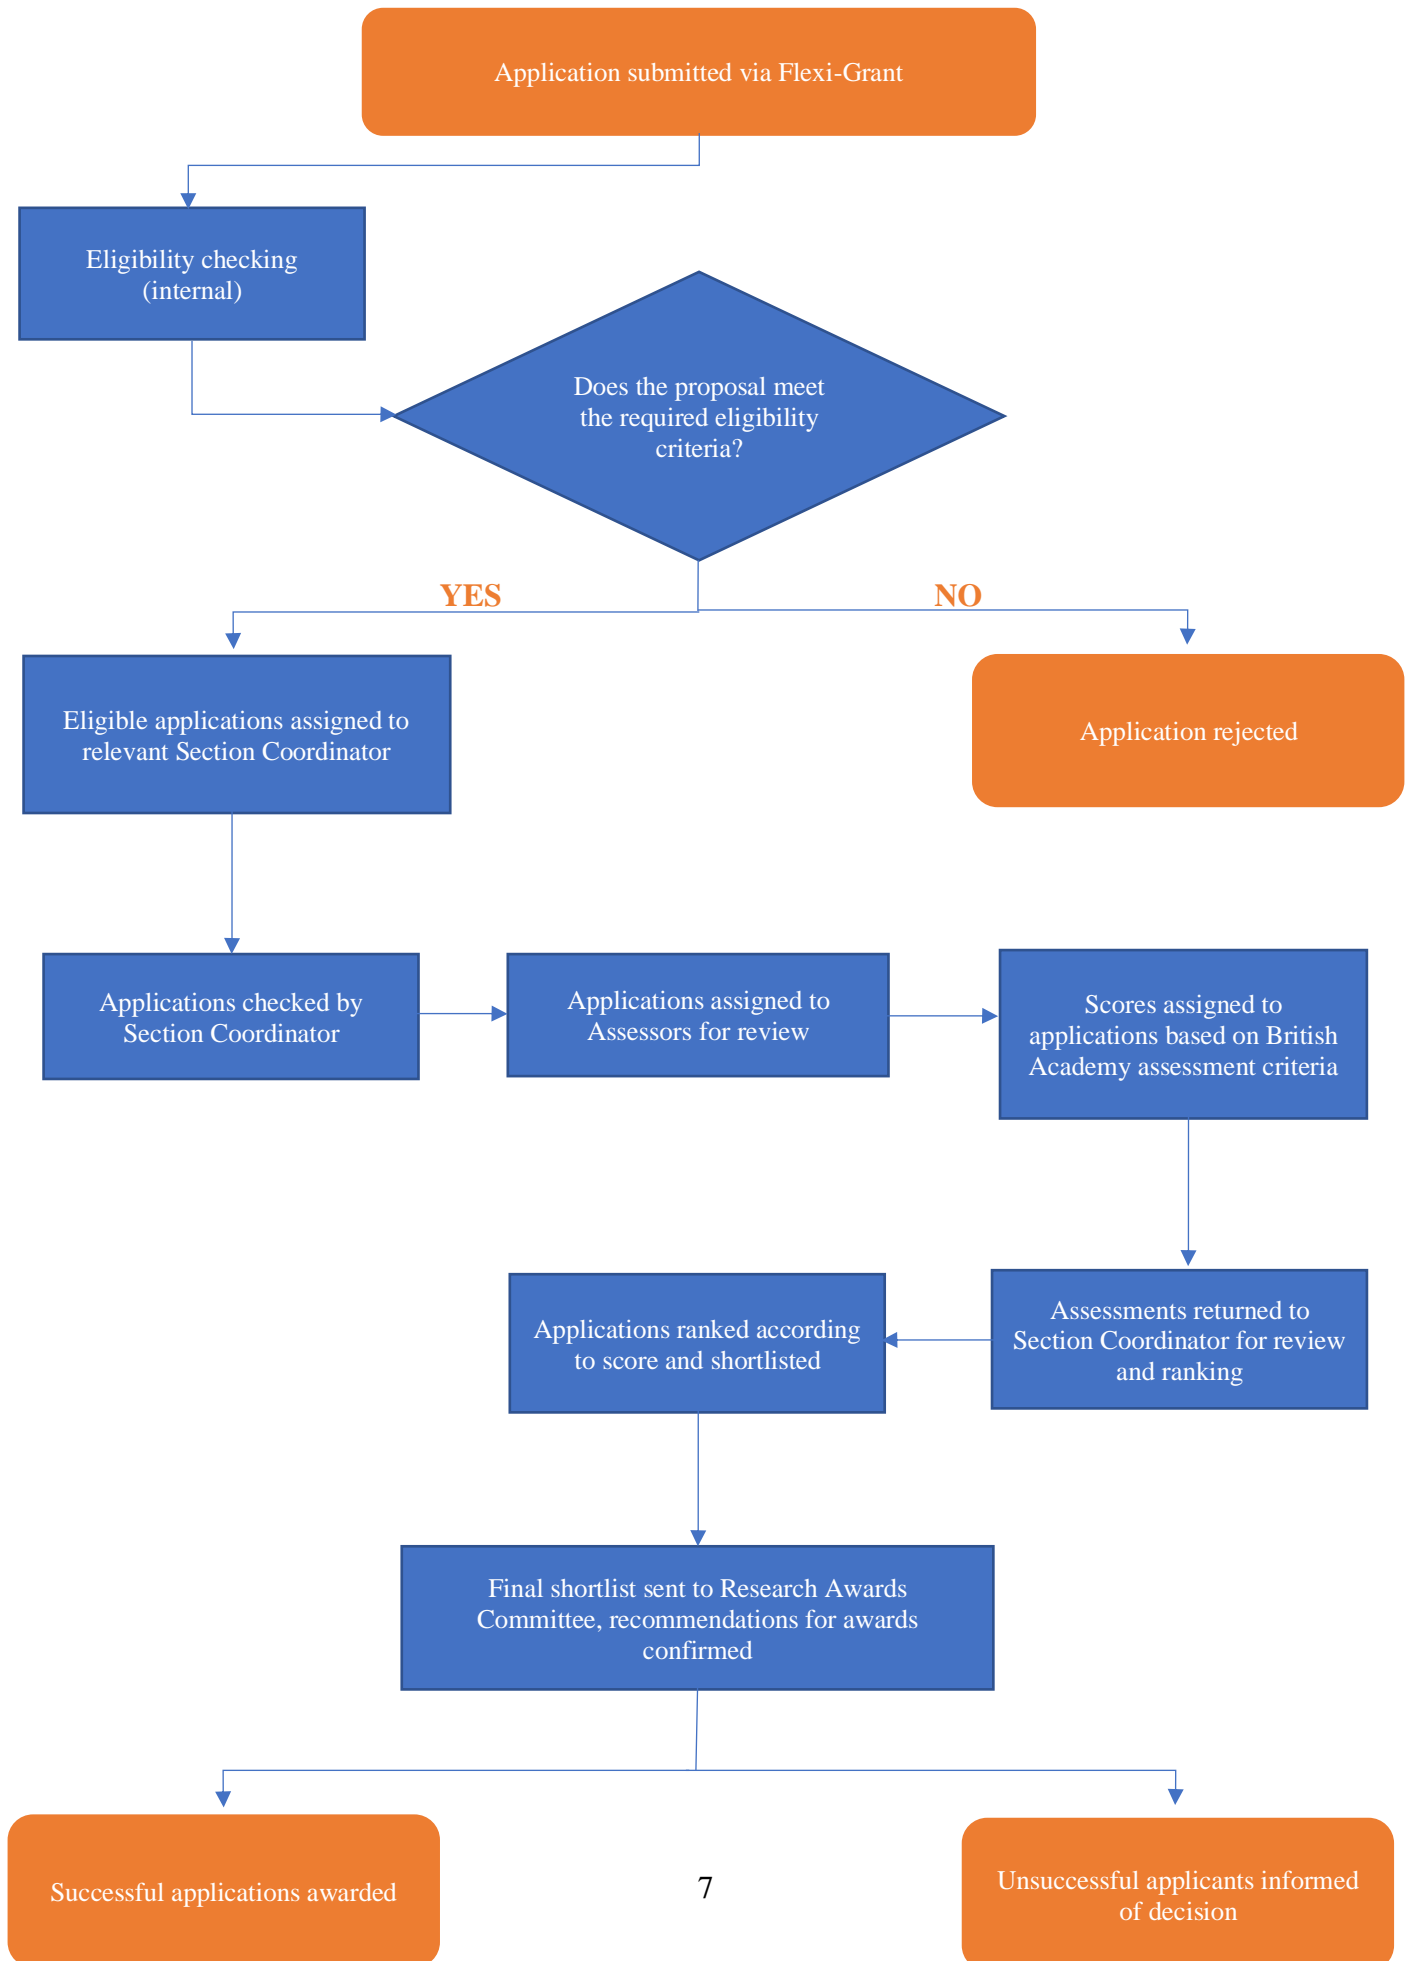 Application submitted via Flexi-Grant
Eligibility checking
(internal)
Does the proposal meet
the required eligibility
criteria?
YES
NO
Eligible applications assigned to
relevant Section Coordinator
Application rejected
Applications checked by
Section Coordinator
Applications assigned to
Assessors for review
Scores assigned to
applications based on British
Academy assessment criteria
Assessments returned to
Section Coordinator for review
and ranking
Applications ranked according
to score and shortlisted
Final shortlist sent to Research Awards
Committee, recommendations for awards
confirmed
Successful applications awarded
7
Unsuccessful applicants informed
of decision